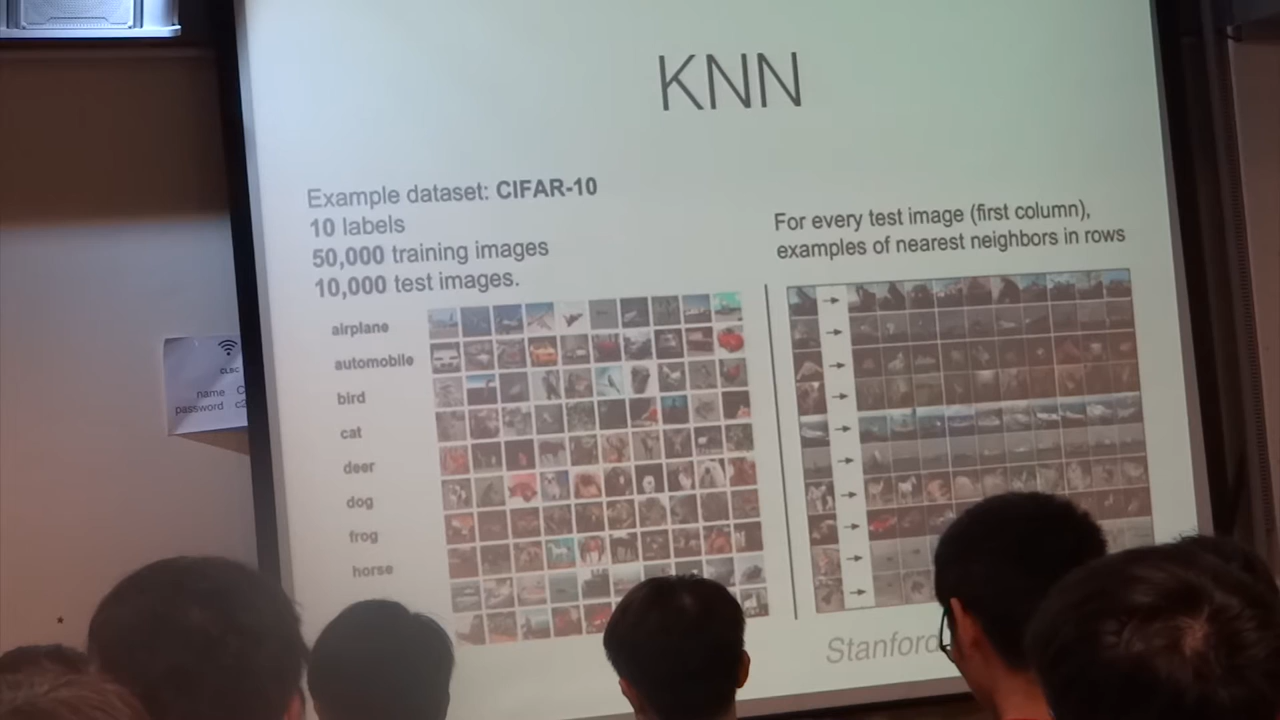 KNN
Example dataset: CIFAR-10
10 labels
50,000 training images
10,000 test images.
For every test image (first column),
examples of nearest neighbors in rows
airplane
automobile
bird
cat
deer
dog
frog
horse
Stanford
CLBC
name C
password c2